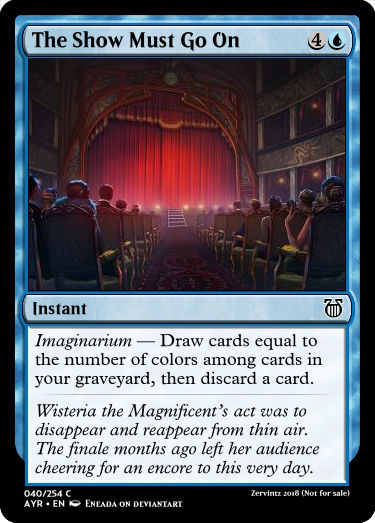 The Show Must Go On 4
Instant
Imaginarium — Draw cards equal to
the number of colors among cards in
your graveyard, then discard a card.
Wisteria the Magnificent's act was to
disappear and reappear from thin air.
The finale months ago left her audience
cheering for an encore to this very day.
040/254 C
Zervintz 2018 (Not for sale)
AYR • EN ENEADA ON DEVIANTART